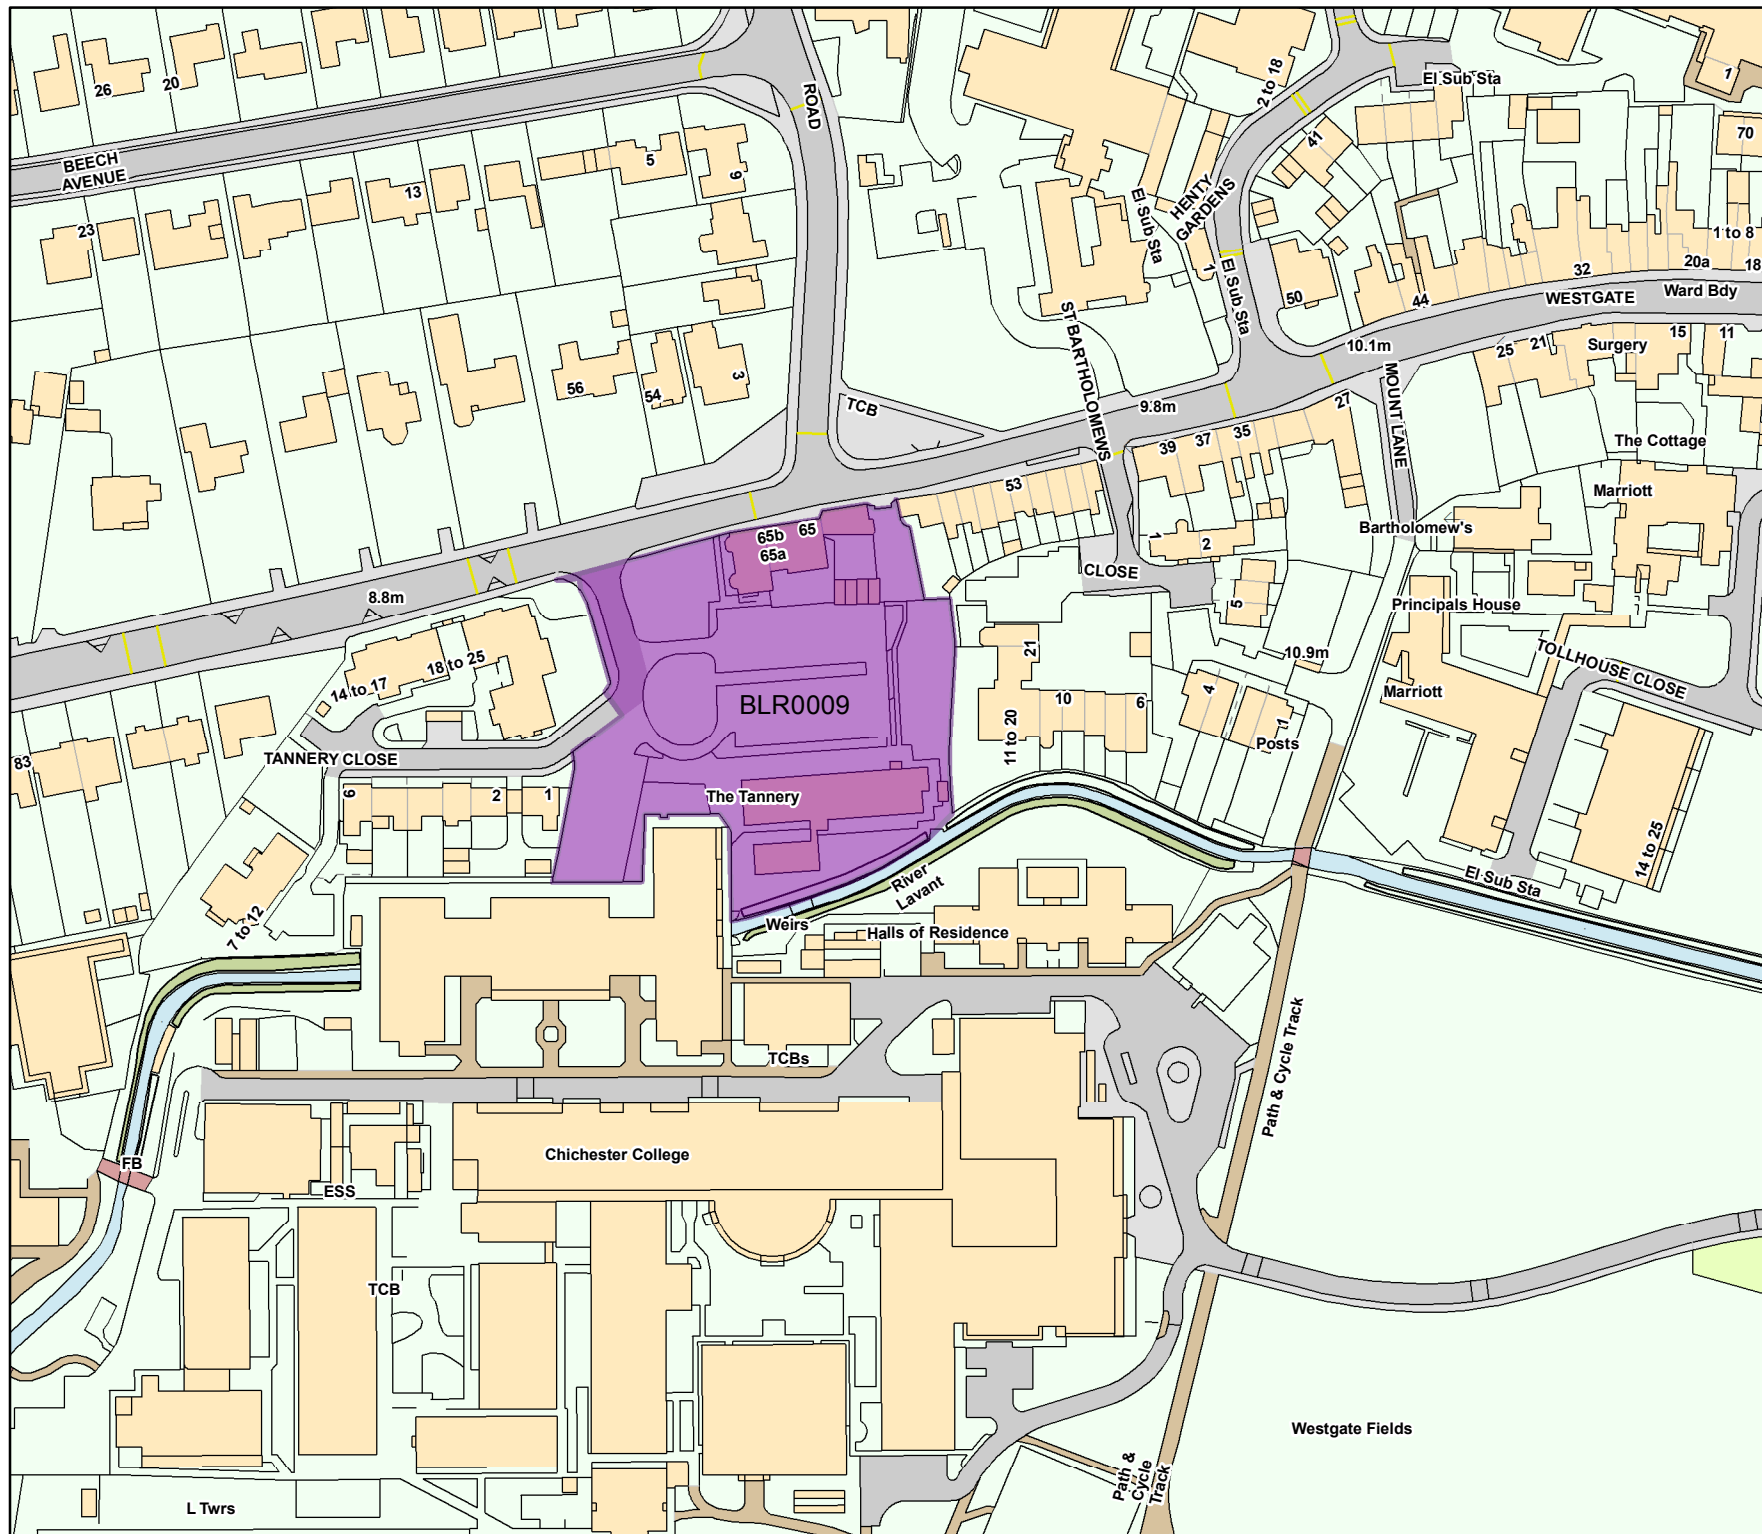 26
20
ROAD
2 to 18
El Sub Sta
1
BEECH
AVENUE
5
9
13
41
70
23
El Sub Sta
HENTY
GARDENS
1
El Sub Sta
50
44
32
20a
1 to 8
18
WESTGATE
Ward Bdy
10.1m
25
21
Surgery
15
11
56
54
3
TCB
ST BARTHOLOMEWS
9.8m
MOUNT LANE
27
39
37
35
The Cottage
53
Marriott
65b
65
65a
Bartholomew's
1
2
CLOSE
8.8m
5
Principals House
14 to 17
18 to 25
21
10.9m
TOLLHOUSE CLOSE
BLR0009
11 to 20
10
6
4
1
Marriott
Posts
83
TANNERY CLOSE
6
2
1
The Tannery
14 to 25
El Sub Sta
River
Lavant
7 to 12
Weirs
Halls of Residence
Path & Cycle Track
TCBs
Chichester College
FB
ESS
TCB
Westgate Fields
Path &
Cycle
Track
L Twrs